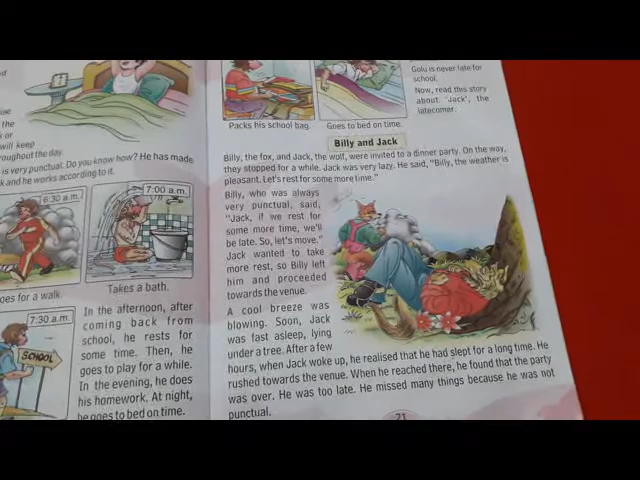 the
k or
will keep
roughout the day.
is very punctual. Do you know how? He has made
k and he works according to it.
6:30 a.m.
7:00 a.m.
oes for a walk.
Takes a bath.
7:30 a.m.
SCHOOL
In the afternoon, after
coming back from
school, he rests for
some time. Then, he
goes to play for a while.
In the evening, he does
his homework. At night,
he goes to bed on time.
Packs his school bag.
Goes to bed on time.
Golu is never late for
school.
Now, read this story
about 'Jack', the
latecomer.
Billy and Jack
Billy, the fox, and Jack, the wolf, were invited to a dinner party. On the way,
they stopped for a while. Jack was very lazy. He said, "Billy, the weather is
pleasant. Let's rest for some more time."
Billy, who was always
very punctual, said,
"Jack, if we rest for
some more time, we'll
be late. So, let's move."
Jack wanted to take
more rest, so Billy left
him and proceeded
towards the venue.
A cool breeze was
blowing. Soon, Jack
was fast asleep, lying
under a tree. After a few
hours, when Jack woke up, he realised that he had slept for a long time. He
rushed towards the venue. When he reached there, he found that the party
was over. He was too late. He missed many things because he was not
punctual.
21